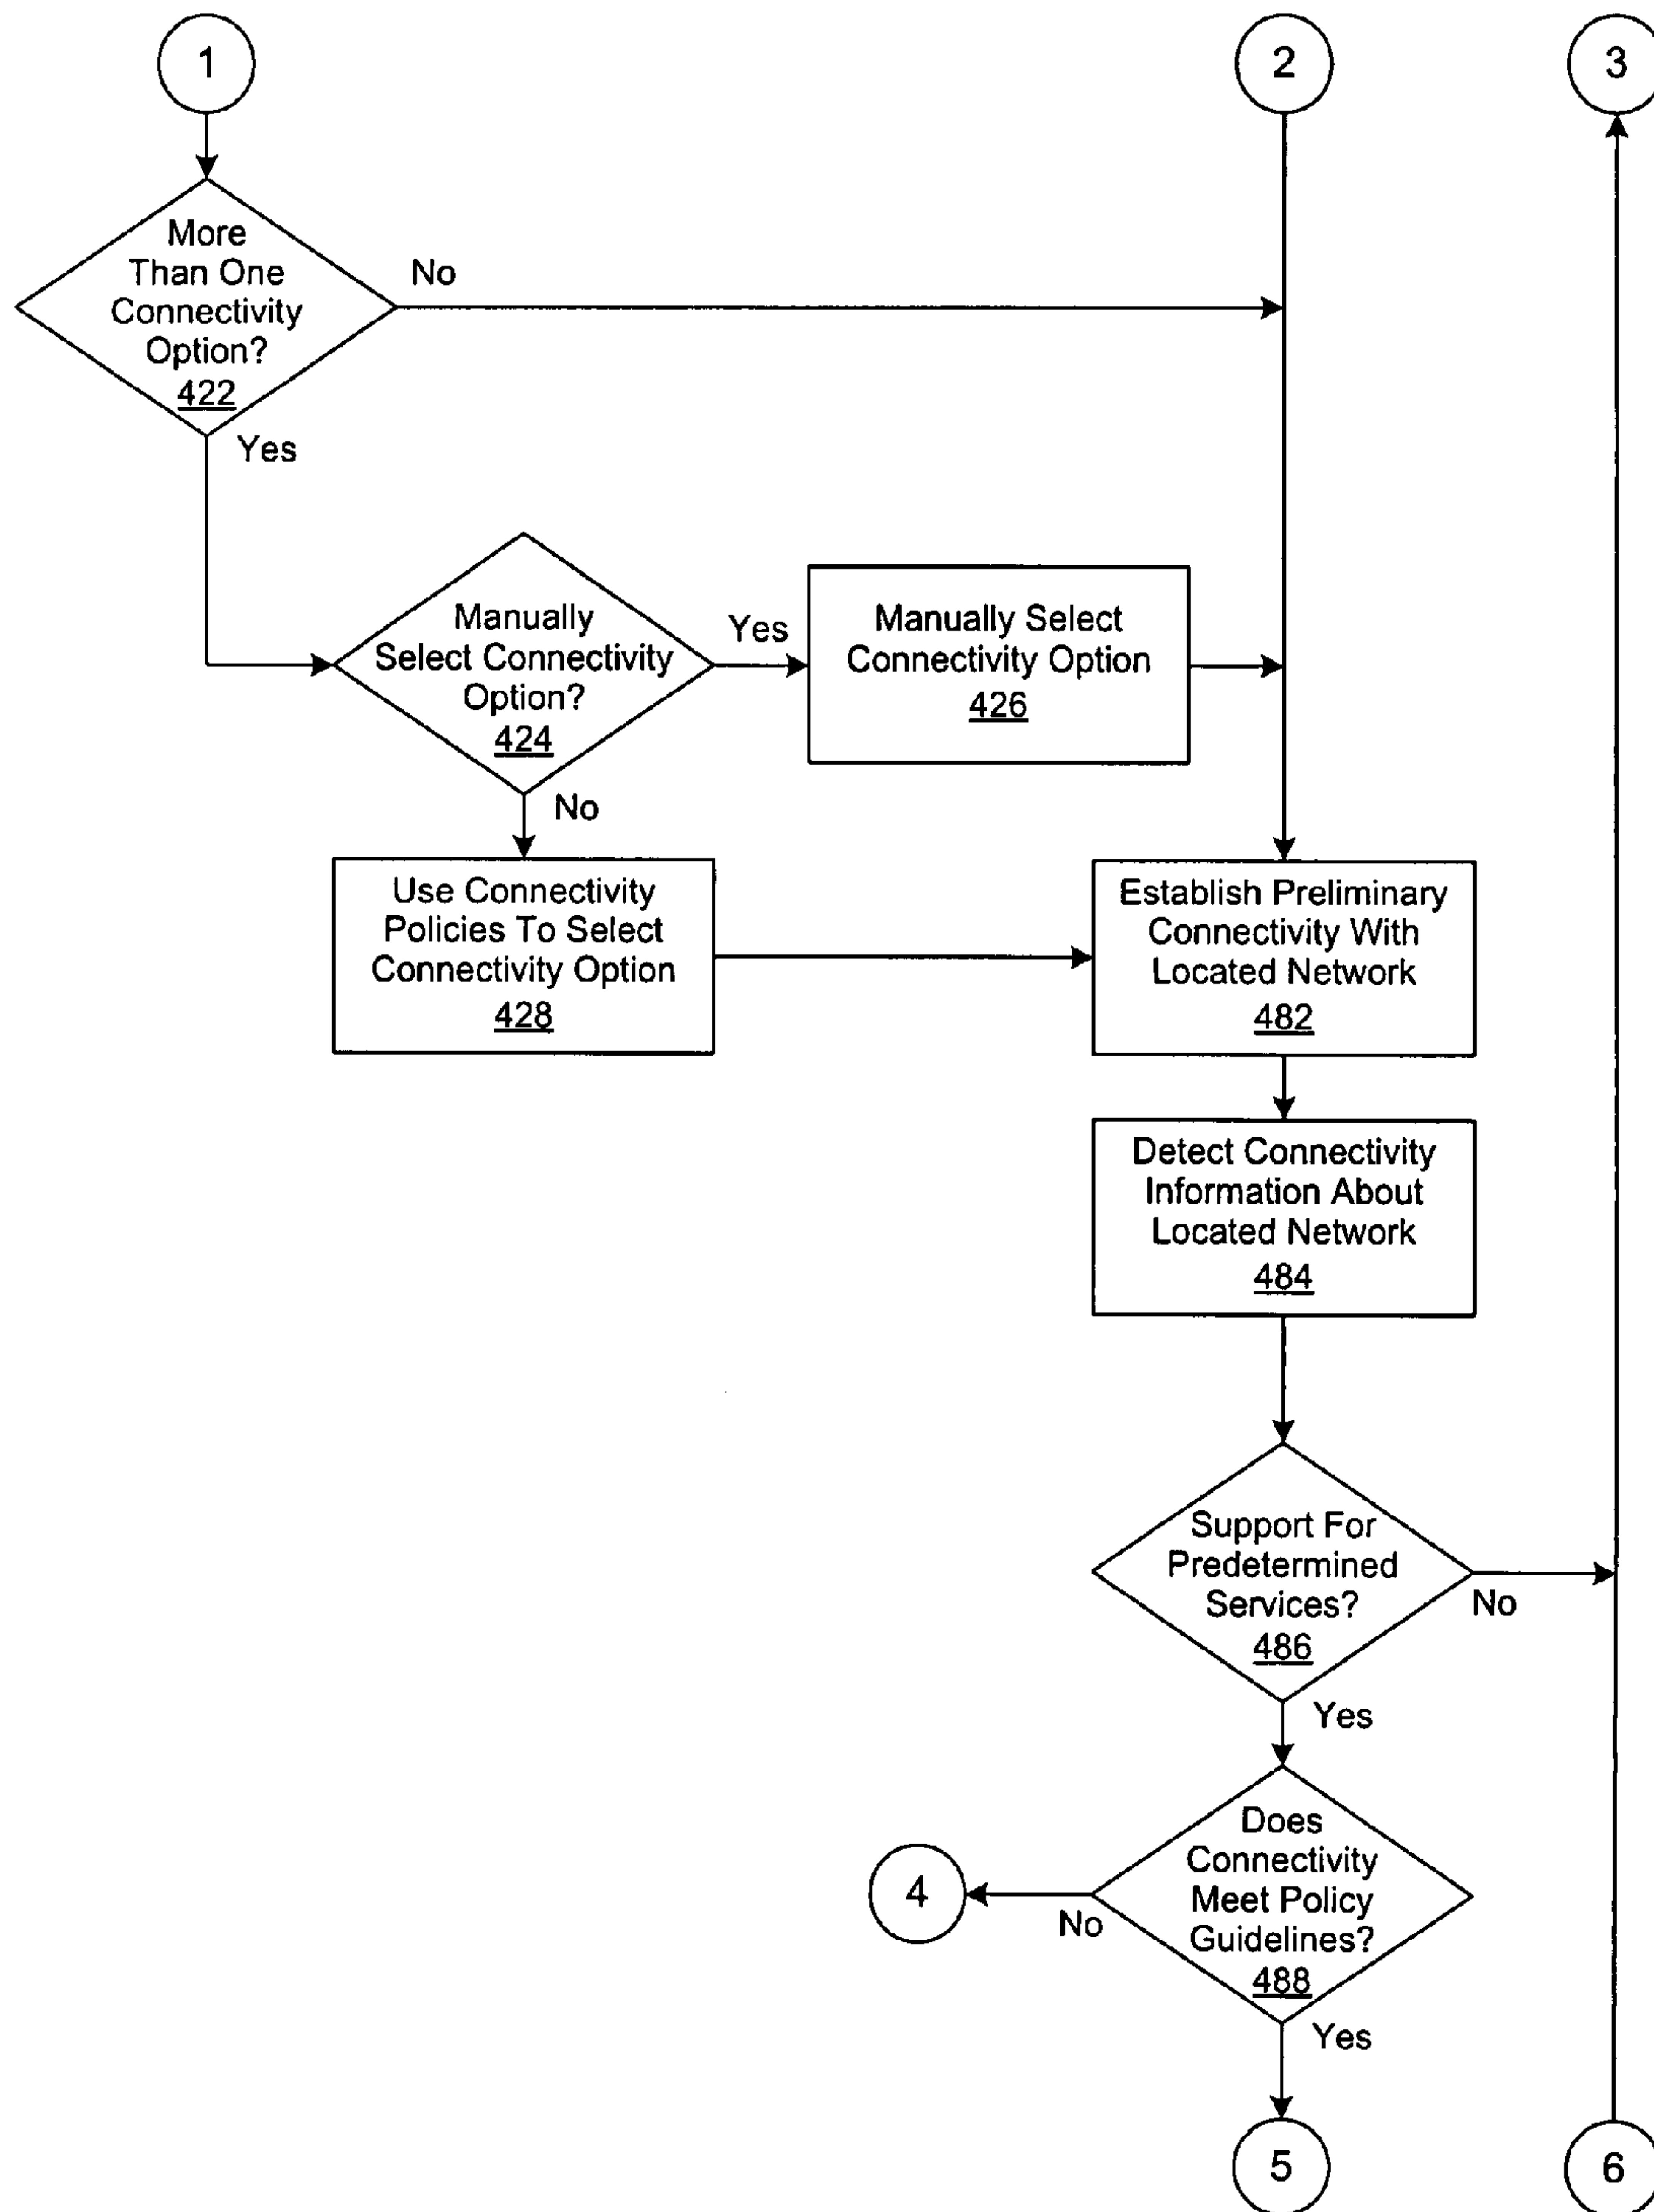 1
2
3
More
Than One
Connectivity
Option?
422
No
Yes
Manually
Select Connectivity
Option?
424
Yes
Manually Select
Connectivity Option
426
No
Use Connectivity
Policies To Select
Connectivity Option
428
Establish Preliminary
Connectivity With
Located Network
482
Detect Connectivity
Information About
Located Network
484
Support For
Predetermined
Services?
486
No
Yes
Does
Connectivity
Meet Policy
Guidelines?
488
No
4
Yes
5
6